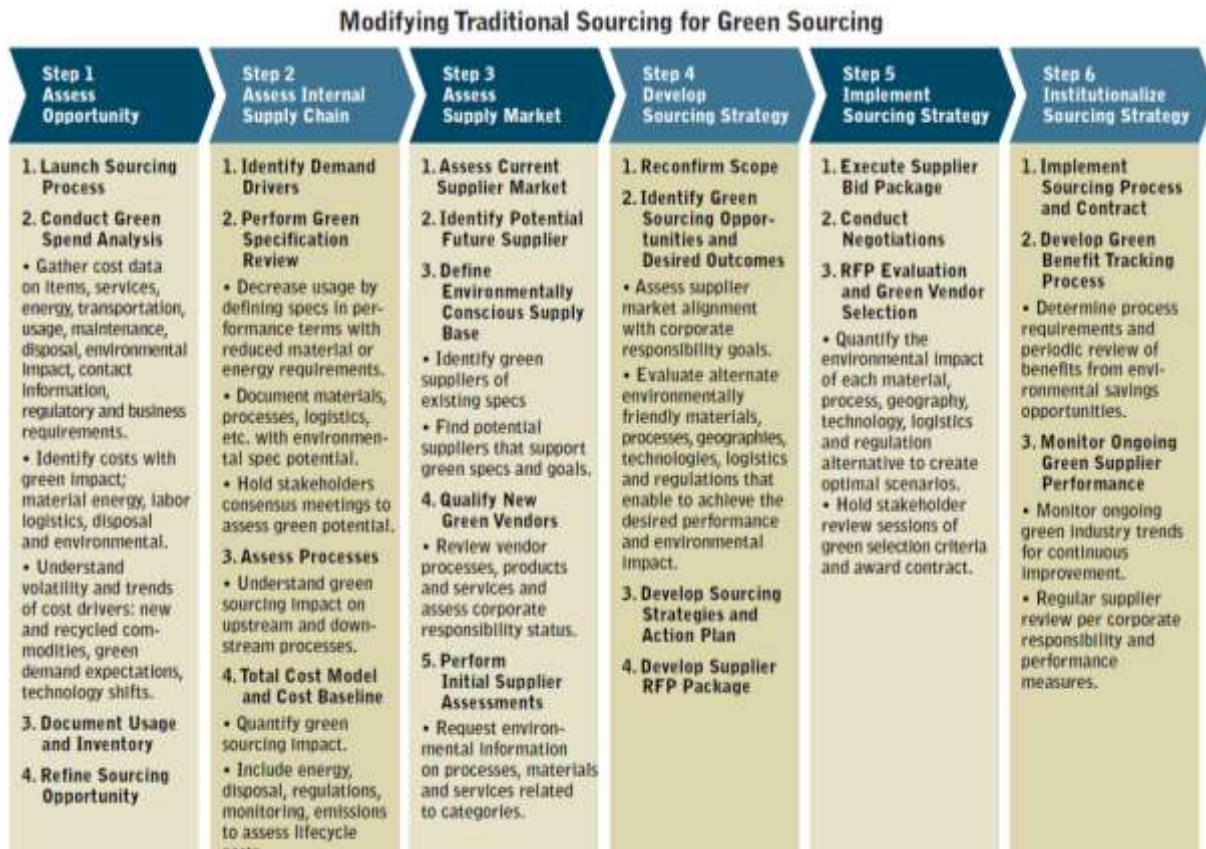 Modifying Traditional Sourcing for Green Sourcing
Step 1
Assess
Opportunity
1. Launch Sourcing
Process
2. Conduct Green
Spend Analysis
• Gather cost data
on items, services,
energy, transportation,
usage, maintenance,
disposal, environmental
impact, contact
information,
regulatory and business
requirements.
• Identify costs with
green impact;
material energy, labor
logistics, disposal
and environmental.
• Understand
volatility and trends
of cost drivers: new
and recycled com-
modities, green
demand expectations,
technology shifts.
3. Document Usage
and Inventory
4. Refine Sourcing
Opportunity
Step 2
Assess Internal
Supply Chain
1. Identify Demand
Drivers
2. Perform Green
Specification
Review
• Decrease usage by
defining specs in per-
formance terms with
reduced material or
energy requirements.
• Document materials,
processes, logistics,
etc. with environmen-
tal spec potential.
• Hold stakeholders
consensus meetings to
assess green potential.
3. Assess Processes
• Understand green
sourcing impact on
upstream and down-
stream processes.
4. Total Cost Model
and Cost Baseline
• Quantify green
sourcing impact.
• Include energy,
disposal, regulations,
monitoring, emissions
to assess lifecycle
Step 3
Assess
Supply Market
1. Assess Current
Supplier Market
2. Identify Potential
Future Supplier
3. Define
Environmentally
Conscious Supply
Base
• Identify green
suppliers of
existing specs
• Find potential
suppliers that support
green specs and goals.
4. Qualify New
Green Vendors
• Review vendor
processes, products
and services and
assess corporate
responsibility status.
5. Perform
Initial Supplier
Assessments
• Request environ-
mental information
on processes, materials
and services related
to categories.
Step 4
Develop
Sourcing Strategy
1. Reconfirm Scope
2. Identify Green
Sourcing Oppor-
tunities and
Desired Outcomes
• Assess supplier
market alignment
with corporate
responsibility goals.
• Evaluate alternate
environmentally
friendly materials,
processes, geographies,
technologies, logistics
and regulations that
enable to achieve the
desired performance
and environmental
impact.
3. Develop Sourcing
Strategies and
Action Plan
4. Develop Supplier
RFP Package
Step 5
Implement
Sourcing Strategy
1. Execute Supplier
Bid Package
2. Conduct
Negotiations
3. RFP Evaluation
and Green Vendor
Selection
• Quantify the
environmental impact
of each material,
process, geography,
technology, logistics
and regulation
alternative to create
optimal scenarios.
• Hold stakeholder
review sessions of
green selection criteria
and award contract.
Step 6
Institutionalize
Sourcing Strategy
1. Implement
Sourcing Process
and Contract
2. Develop Green
Benefit Tracking
Process
• Determine process
requirements and
periodic review of
benefits from envi-
ronmental savings
opportunities.
3. Monitor Ongoing
Green Supplier
Performance
• Monitor ongoing
green industry trends
for continuous
improvement.
• Regular supplier
review per corporate
responsibility and
performance
measures.